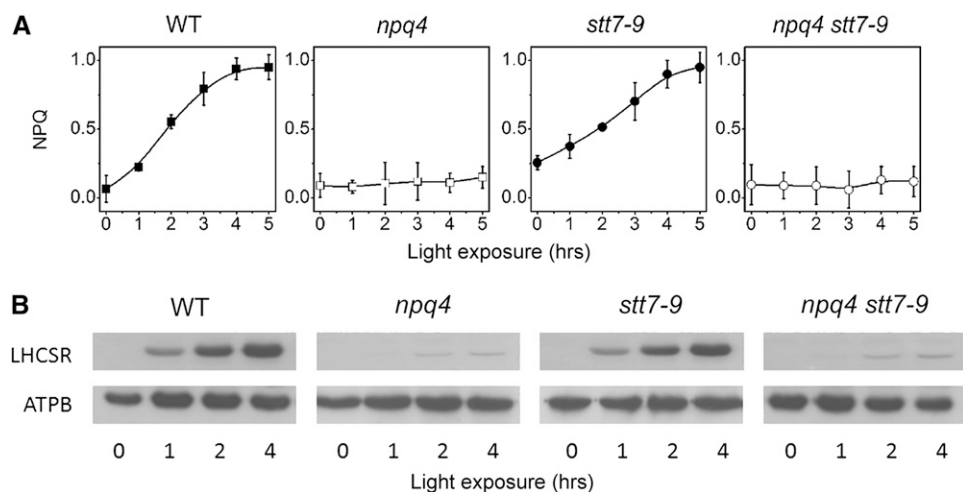 A
WT npq4 stt7-9 npq4 stt7-9
NPQ
1.0 1.0 1.0 1.0
0.5 0.5 0.5 0.5
0.0 0.0 0.0 0.0
0 1 2 3 4 5 0 1 2 3 4 5 0 1 2 3 4 5 0 1 2 3 4 5
Light exposure (hrs)
B
WT npq4 stt7-9 npq4 stt7-9
LHCSR
ATPB
0 1 2 4 0 1 2 4 0 1 2 4 0 1 2 4
Light exposure (hrs)